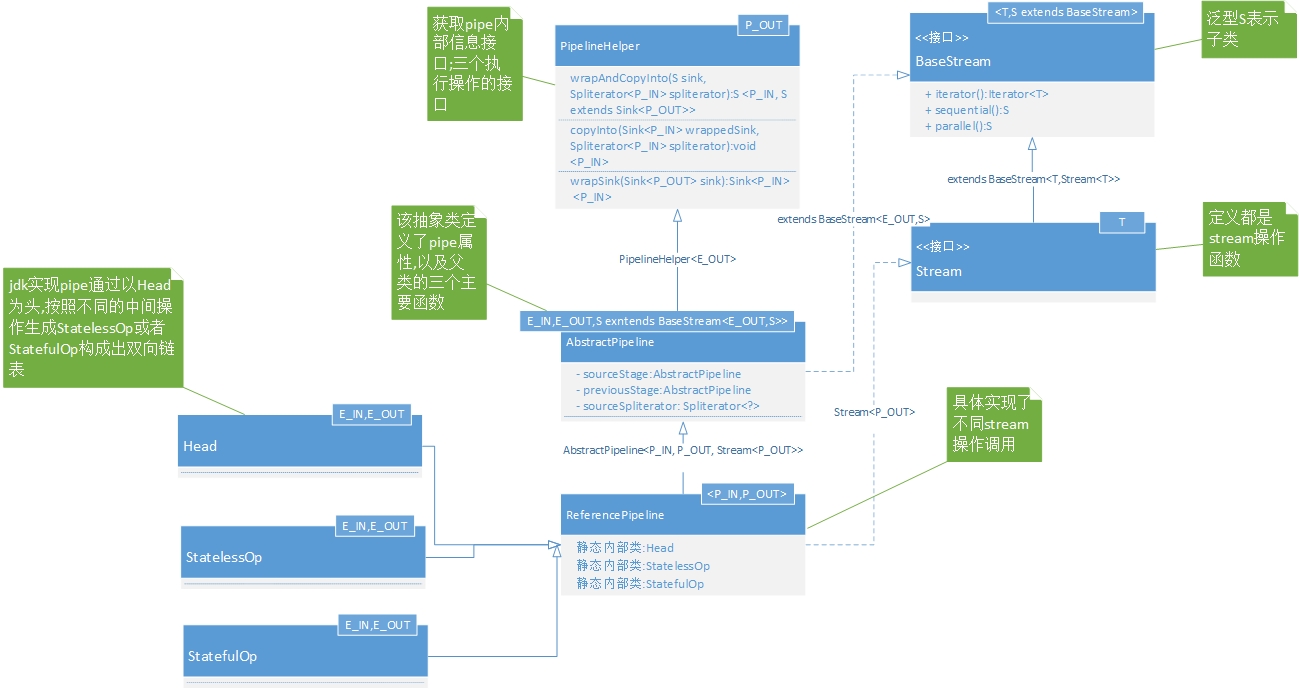 获取pipe内
部信息接
口;三个执
行操作的接
口
P_OUT
PipelineHelper
wrapAndCopyInto(S sink,
Spliterator<P_IN> spliterator):S <P_IN, S
extends Sink<P_OUT>>
copyInto(Sink<P_IN> wrappedSink,
Spliterator<P_IN> spliterator):void
<P_IN>
wrapSink(Sink<P_OUT> sink):Sink<P_IN>
<P_IN>
<T,S extends BaseStream>
<<接口>>
BaseStream
+ iterator():Iterator<T>
+ sequential():S
+ parallel():S
泛型S表示
子类
extends BaseStream<T,Stream<T>>
extends BaseStream<E_OUT,S>
T
<<接口>>
Stream
定义都是
stream操作
函数
该抽象类定
义了pipe属
性,以及父
类的三个主
要函数
PipelineHelper<E_OUT>
E_IN,E_OUT,S exntends BaseStream<E_OUT,S>>
AbstractPipeline
- sourceStage:AbstractPipeline
- previousStage:AbstractPipeline
- sourceSpliterator: Spliterator<?>
jdk实现pipe通过以Head
为头,按照不同的中间操
作生成StatelessOp或者
StatefulOp构成出双向链
表
Stream<P_OUT>
具体实现了
不同stream
操作调用
AbstractPipeline<P_IN, P_OUT, Stream<P_OUT>>
E_IN,E_OUT
Head
<P_IN,P_OUT>
ReferencePipeline
静态内部类:Head
静态内部类:StatelessOp
静态内部类:StatefulOp
E_IN,E_OUT
StatelessOp
E_IN,E_OUT
StatefulOp